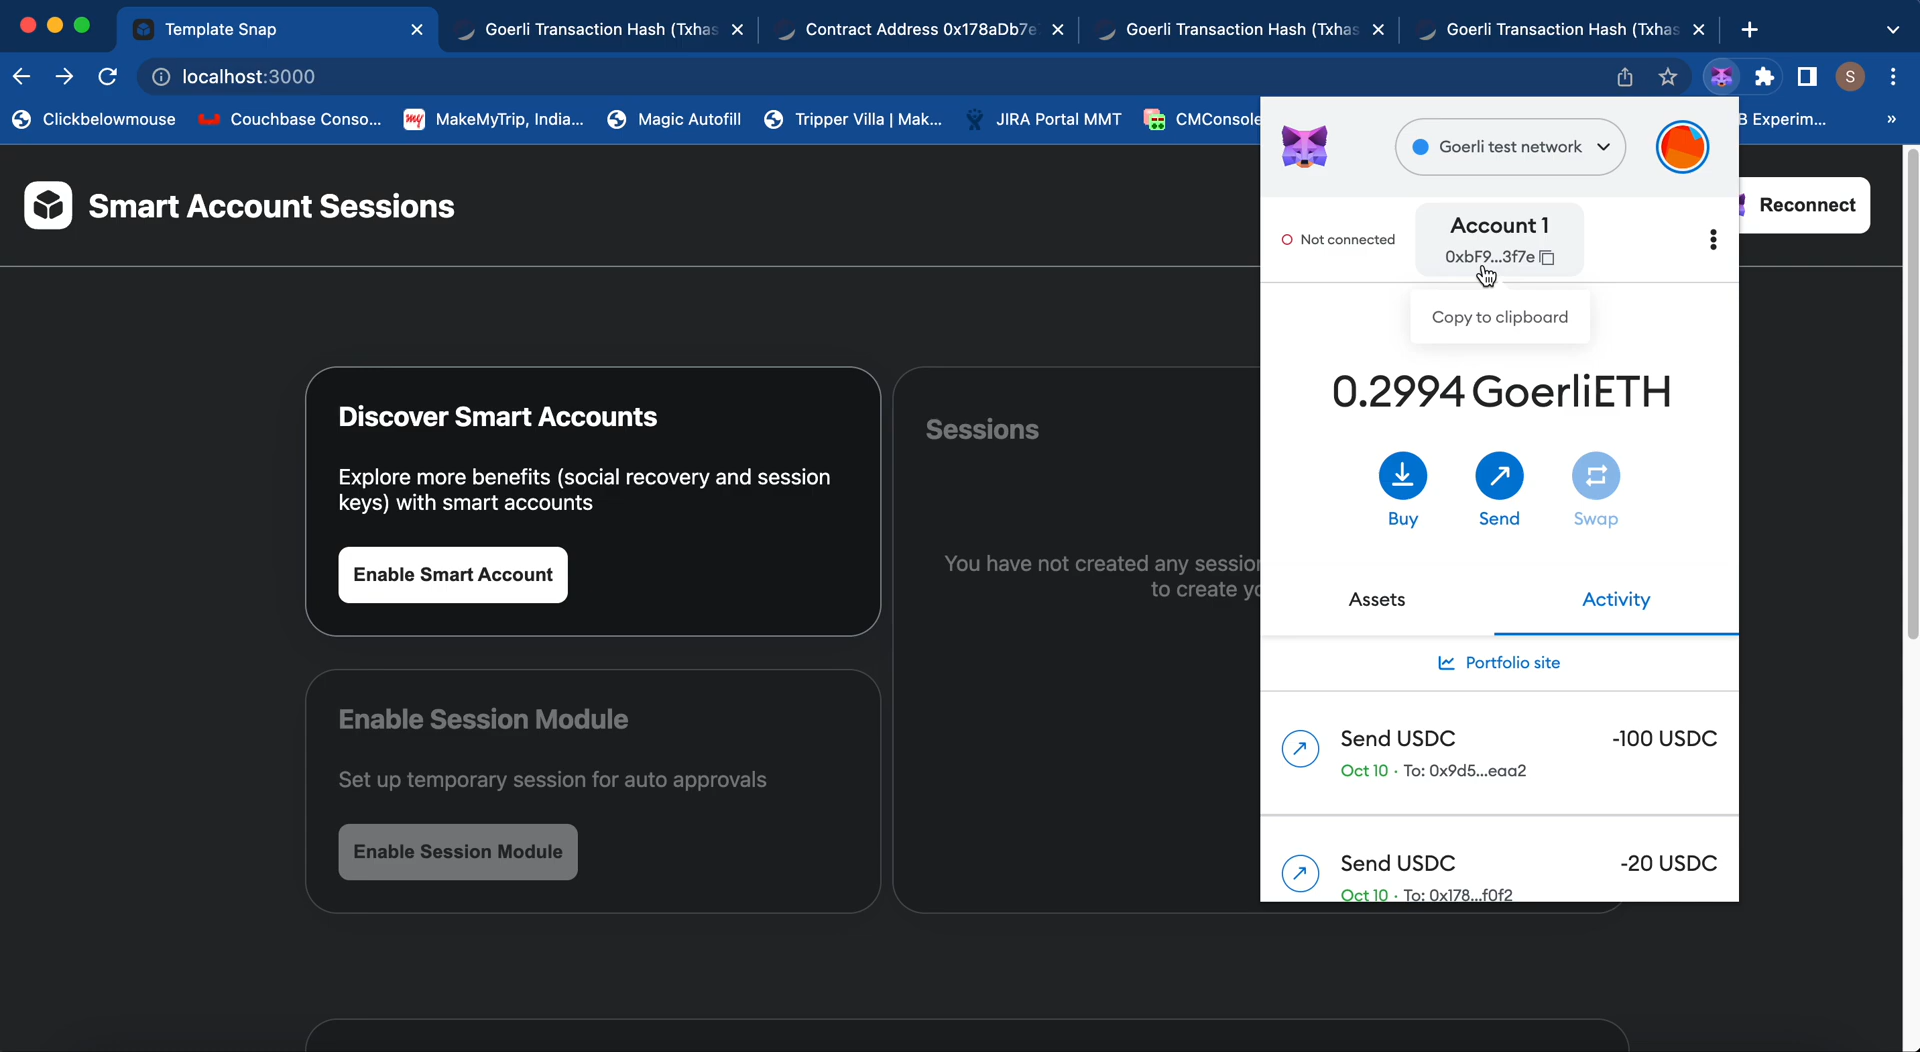 Template Snap
Goerli Transaction Hash (Txhas
Contract Address 0x178aDb7e
Goerli Transaction Hash (Txhas
Goerli Transaction Hash (Txhas
localhost:3000
S
Clickbelowmouse
Couchbase Conso...
my
MakeMyTrip, India...
Magic Autofill
Tripper Villa | Mak...
JIRA Portal MMT
CMConsole
B Experim...
»
Smart Account Sessions
Goerli test network
Reconnect
Not connected
Account 1
0xbF9...3f7e
Copy to clipboard
0.2994 GoerliETH
Buy
Send
Swap
Assets
Activity
Portfolio site
Send USDC
-100 USDC
Oct 10 · To: 0x9d5...eaa2
Send USDC
-20 USDC
Oct 10 · To: 0x178...f0f2
Discover Smart Accounts
Explore more benefits (social recovery and session
keys) with smart accounts
Enable Smart Account
Sessions
You have not created any session
to create yo
Enable Session Module
Set up temporary session for auto approvals
Enable Session Module